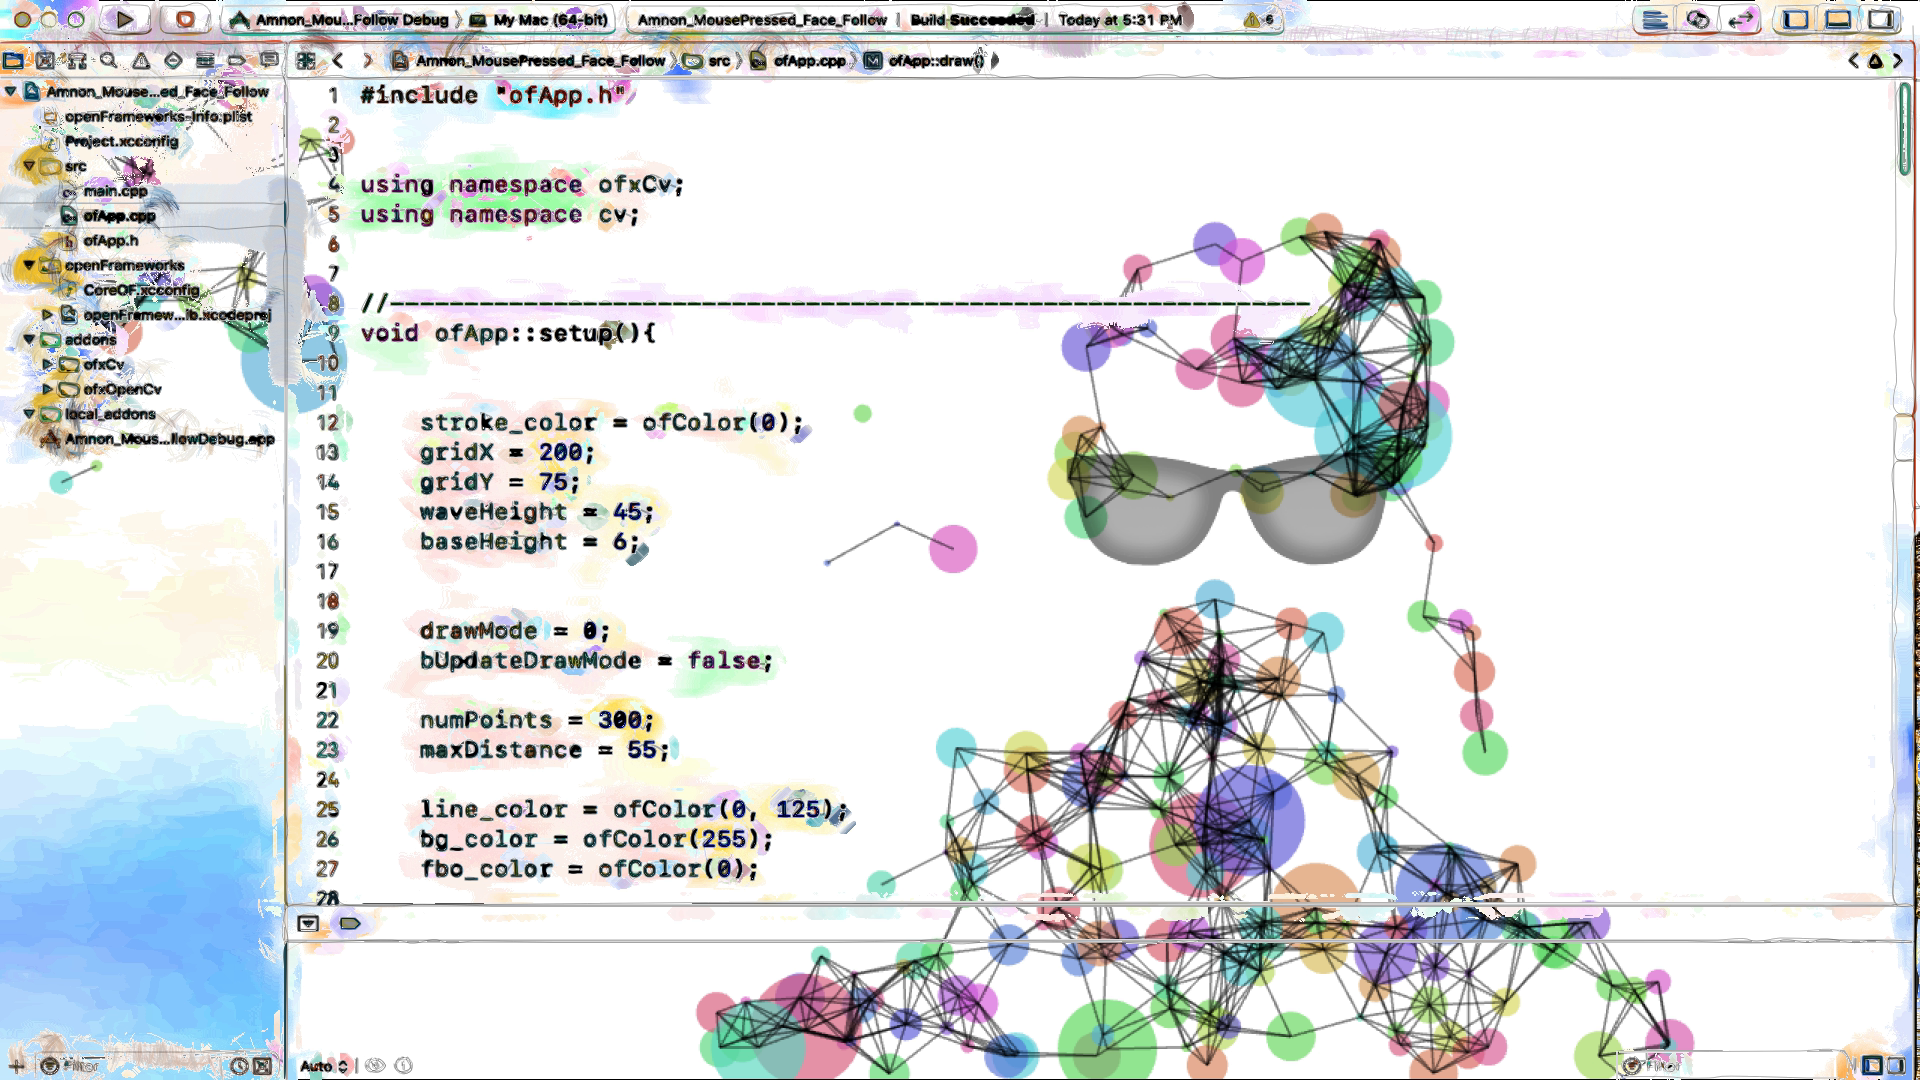 Amnon_Mou...Follow Debug
My Mac (64-bit)
Amnon_MousePressed_Face_Follow | Build Succeeded | Today at 5:31 PM
6
Amnon_MousePressed_Face_Follow
src
ofApp.cpp
M
ofApp::draw()
Amnon_Mouse...ed_Face_Follow
openFrameworks-Info.plist
Project.xcconfig
src
main.cpp
ofApp.cpp
ofApp.h
openFrameworks
CoreOF.xcconfig
openFramew...ib.xcodeproj
addons
ofxCv
ofxOpenCv
local_addons
Amnon_Mous...llowDebug.app
1 #include "ofApp.h"
2
3
4 using namespace ofxCv;
5 using namespace cv;
6
7
8 //--------------------------------------------------------------
9 void ofApp::setup(){
10
11
12 stroke_color = ofColor(0);
13 gridX = 200;
14 gridY = 75;
15 waveHeight = 45;
16 baseHeight = 6;
17
18
19 drawMode = 0;
20 bUpdateDrawMode = false;
21
22 numPoints = 300;
23 maxDistance = 55;
24
25 line_color = ofColor(0, 125);
26 bg_color = ofColor(255);
27 fbo_color = ofColor(0);
28
Filter
Auto
Filter